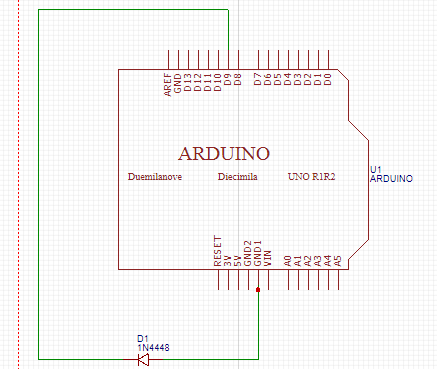 AREF
GND
D13
D12
D11
D10
D9
D8
D7
D6
D5
D4
D3
D2
D1
D0
ARDUINO
Duemilanove Diecimila UNO R1R2
U1
ARDUINO
RESET
3V
5V
GND2
GND1
VIN
A0
A1
A2
A3
A4
A5
D1
1N4448